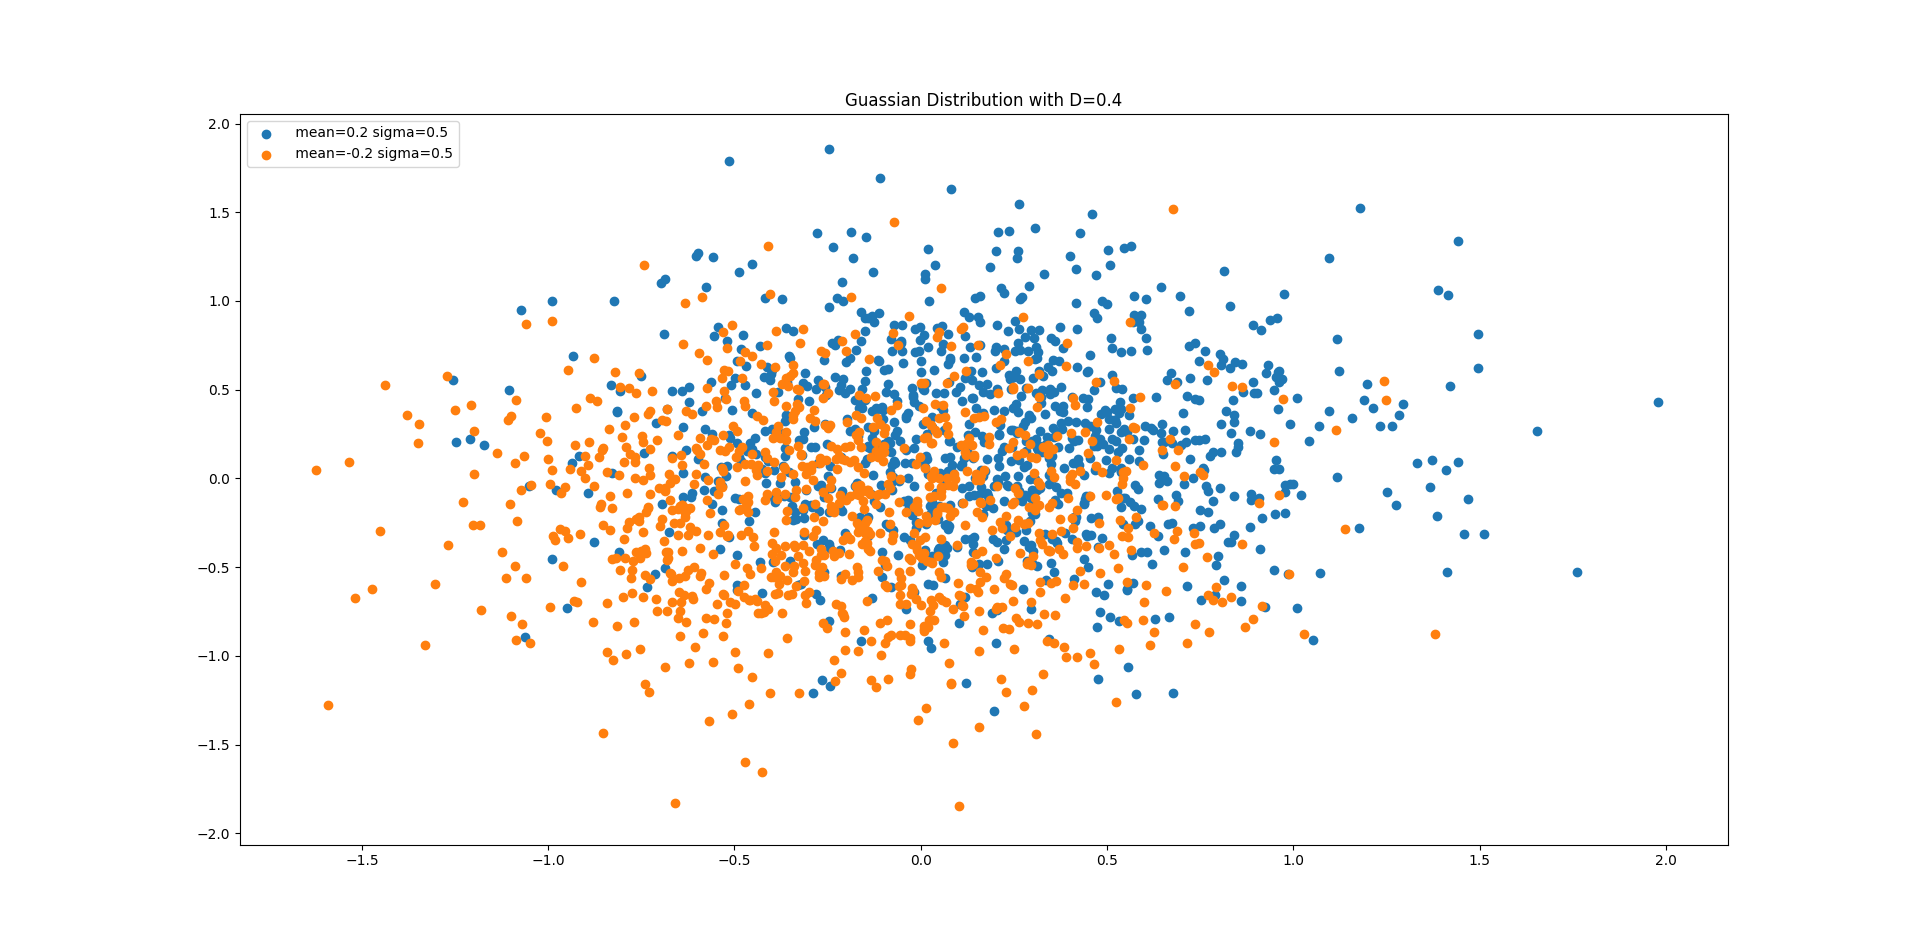 Guassian Distribution with D=0.4
mean=0.2 sigma=0.5
mean=-0.2 sigma=0.5
2.0
1.5
1.0
0.5
0.0
−0.5
−1.0
−1.5
−2.0
−1.5 −1.0 −0.5 0.0 0.5 1.0 1.5 2.0